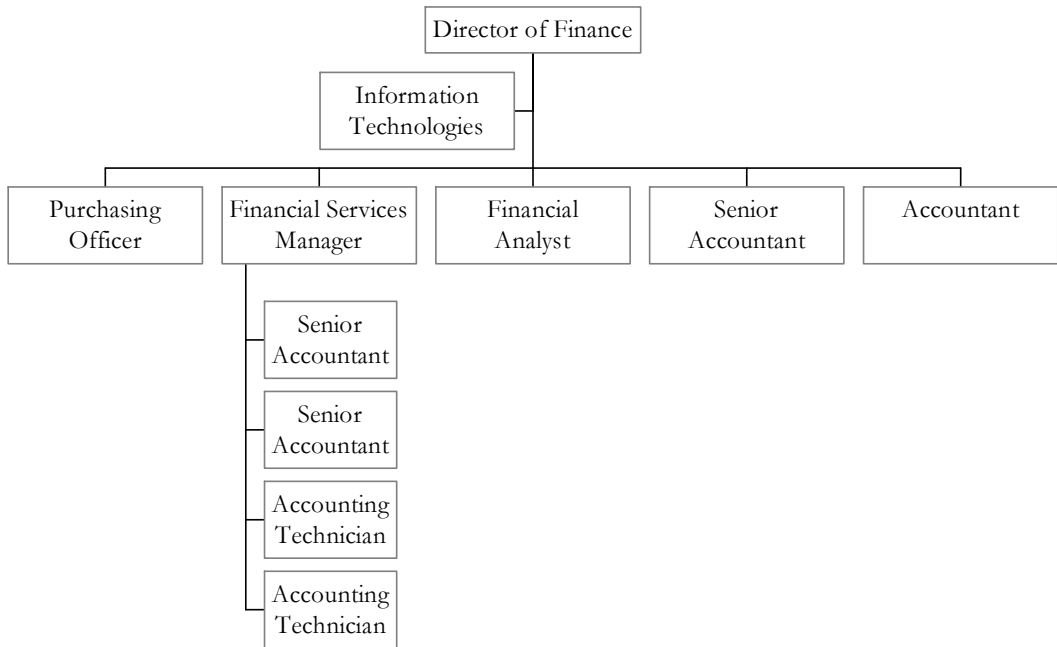 Director of Finance
Information
Technologies
Purchasing
Officer
Financial Services
Manager
Financial
Analyst
Senior
Accountant
Accountant
Senior
Accountant
Senior
Accountant
Accounting
Technician
Accounting
Technician